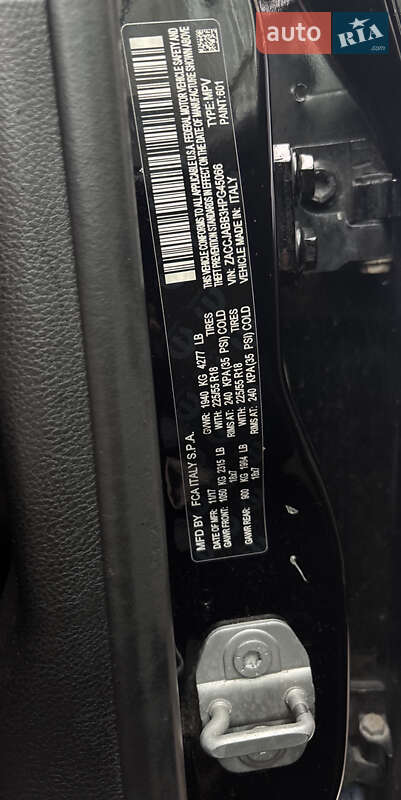 auto
RIA
.com
MFD BY FCA ITALY S.P.A.
DATE OF MFR: 11/17 GVWR: 1940 KG 4277 LB
GAWR FRONT: 1050 KG 2315 LB WITH: 225/55 R18 TIRES
18x7 RIMS AT: 240 KPA(35 PSI) COLD
GAWR REAR: 900 KG 1984 LB WITH: 225/55 R18 TIRES
18x7 RIMS AT: 240 KPA(35 PSI) COLD
THIS VEHICLE CONFORMS TO ALL APPLICABLE U.S.A. FEDERAL MOTOR VEHICLE SAFETY AND
THEFT PREVENTION STANDARDS IN EFFECT ON THE DATE OF MANUFACTURE SHOWN ABOVE.
VIN: ZACCJABB3HPG45066 TYPE: MPV
VEHICLE MADE IN: ITALY PAINT: 601